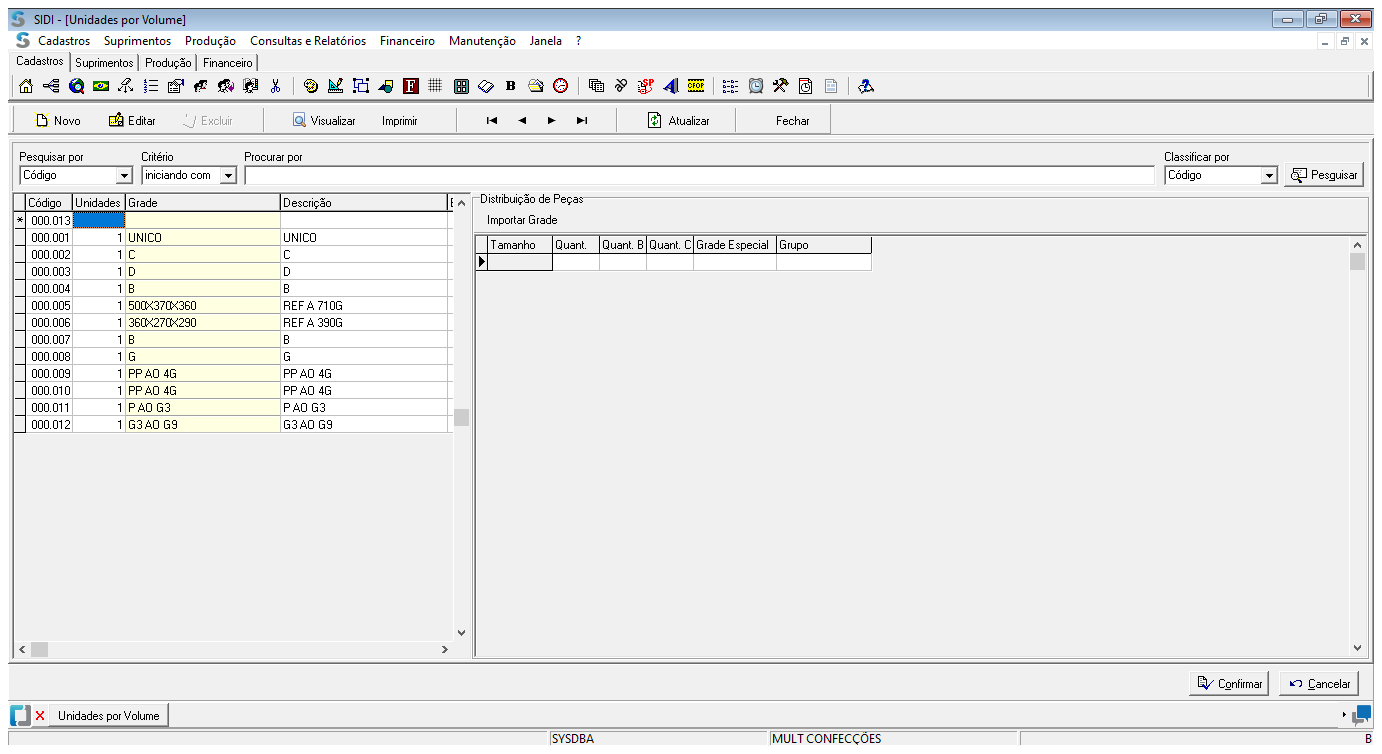 SIDI - [Unidades por Volume]
Cadastros Suprimentos Produção Consultas e Relatórios Financeiro Manutenção Janela ?
Cadastros Suprimentos Produção Financeiro
F B SP A CFOP
Novo Editar Excluir Visualizar Imprimir Atualizar Fechar
Pesquisar por Critério Procurar por Classificar por
Código iniciando com Código Pesquisar
Código Unidades Grade Descrição
* 000.013
000.001 1 UNICO UNICO
000.002 1 C C
000.003 1 D D
000.004 1 B B
000.005 1 500X370X360 REF A 710G
000.006 1 360X270X290 REF A 390G
000.007 1 B B
000.008 1 G G
000.009 1 PP AO 4G PP AO 4G
000.010 1 PP AO 4G PP AO 4G
000.011 1 P AO G3 P AO G3
000.012 1 G3 AO G9 G3 AO G9
Distribuição de Peças
Importar Grade
Tamanho Quant. Quant. B Quant. C Grade Especial Grupo
Confirmar Cancelar
Unidades por Volume
SYSDBA MULT CONFECÇÕES B